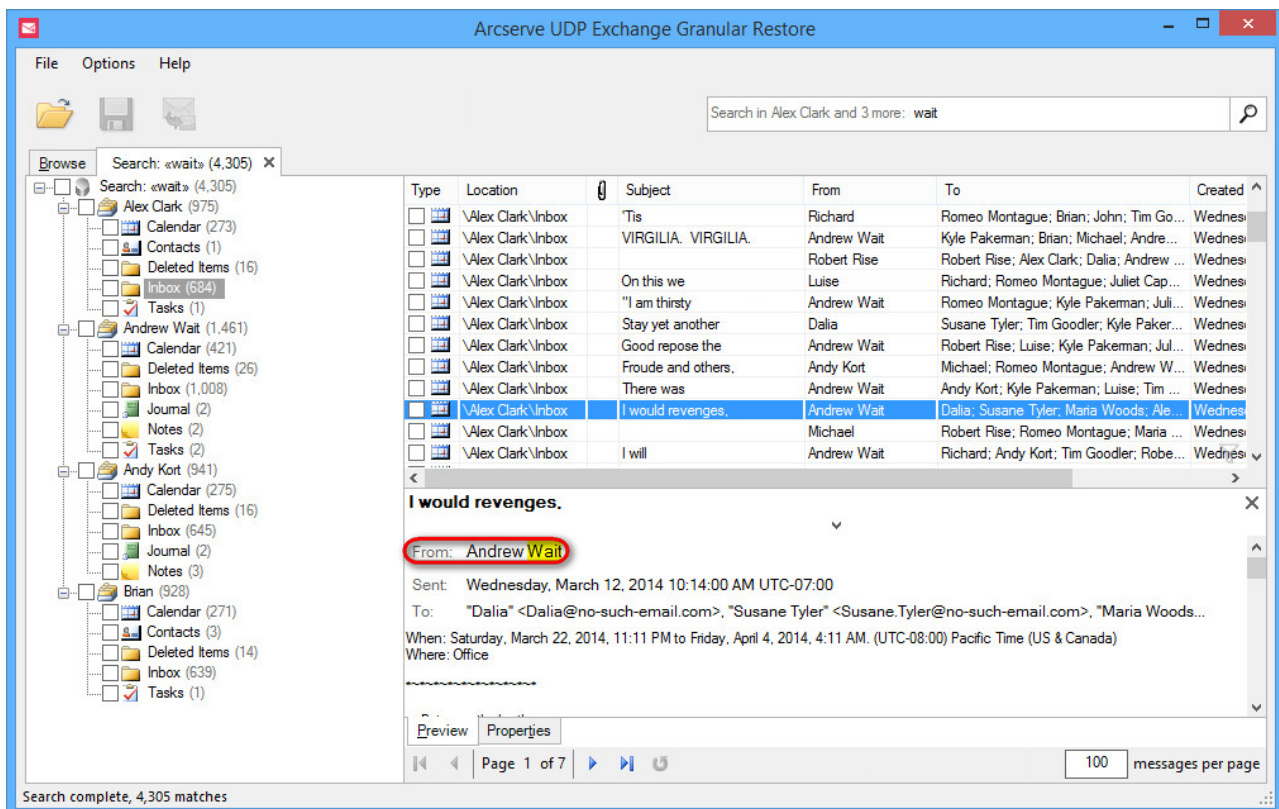 Arcserve UDP Exchange Granular Restore
File Options Help
Search in Alex Clark and 3 more: wait
Browse Search: «wait» (4,305)
Search: «wait» (4,305)
Alex Clark (975)
Calendar (273)
Contacts (1)
Deleted Items (16)
Inbox (684)
Tasks (1)
Andrew Wait (1,461)
Calendar (421)
Deleted Items (26)
Inbox (1,008)
Journal (2)
Notes (2)
Tasks (2)
Andy Kort (941)
Calendar (275)
Deleted Items (16)
Inbox (645)
Journal (2)
Notes (3)
Brian (928)
Calendar (271)
Contacts (3)
Deleted Items (14)
Inbox (639)
Tasks (1)
Type Location Subject From To Created
\Alex Clark\Inbox 'Tis Richard Romeo Montague; Brian; John; Tim Go... Wednes
\Alex Clark\Inbox VIRGILIA. VIRGILIA. Andrew Wait Kyle Pakerman; Brian; Michael; Andre... Wednes
\Alex Clark\Inbox Robert Rise Robert Rise; Alex Clark; Dalia; Andrew ... Wednes
\Alex Clark\Inbox On this we Luise Richard; Romeo Montague; Juliet Cap... Wednes
\Alex Clark\Inbox "I am thirsty Andrew Wait Romeo Montague; Kyle Pakerman; Juli... Wednes
\Alex Clark\Inbox Stay yet another Dalia Susane Tyler; Tim Goodler; Kyle Paker... Wednes
\Alex Clark\Inbox Good repose the Andrew Wait Robert Rise; Luise; Kyle Pakerman; Jul... Wednes
\Alex Clark\Inbox Froude and others, Andy Kort Michael; Romeo Montague; Andrew W... Wednes
\Alex Clark\Inbox There was Andrew Wait Andy Kort; Kyle Pakerman; Luise; Tim ... Wednes
\Alex Clark\Inbox I would revenges, Andrew Wait Dalia; Susane Tyler; Maria Woods; Ale... Wednes
\Alex Clark\Inbox Michael Robert Rise; Romeo Montague; Maria ... Wednes
\Alex Clark\Inbox I will Andrew Wait Richard; Andy Kort; Tim Goodler; Robe... Wednes
I would revenges,
From: Andrew Wait
Sent: Wednesday, March 12, 2014 10:14:00 AM UTC-07:00
To: "Dalia" <Dalia@no-such-email.com>, "Susane Tyler" <Susane.Tyler@no-such-email.com>, "Maria Woods...
When: Saturday, March 22, 2014, 11:11 PM to Friday, April 4, 2014, 4:11 AM. (UTC-08:00) Pacific Time (US & Canada)
Where: Office
*~*~*~*~*~*~*~*~*~*
Preview Properties
Page 1 of 7 100 messages per page
Search complete, 4,305 matches